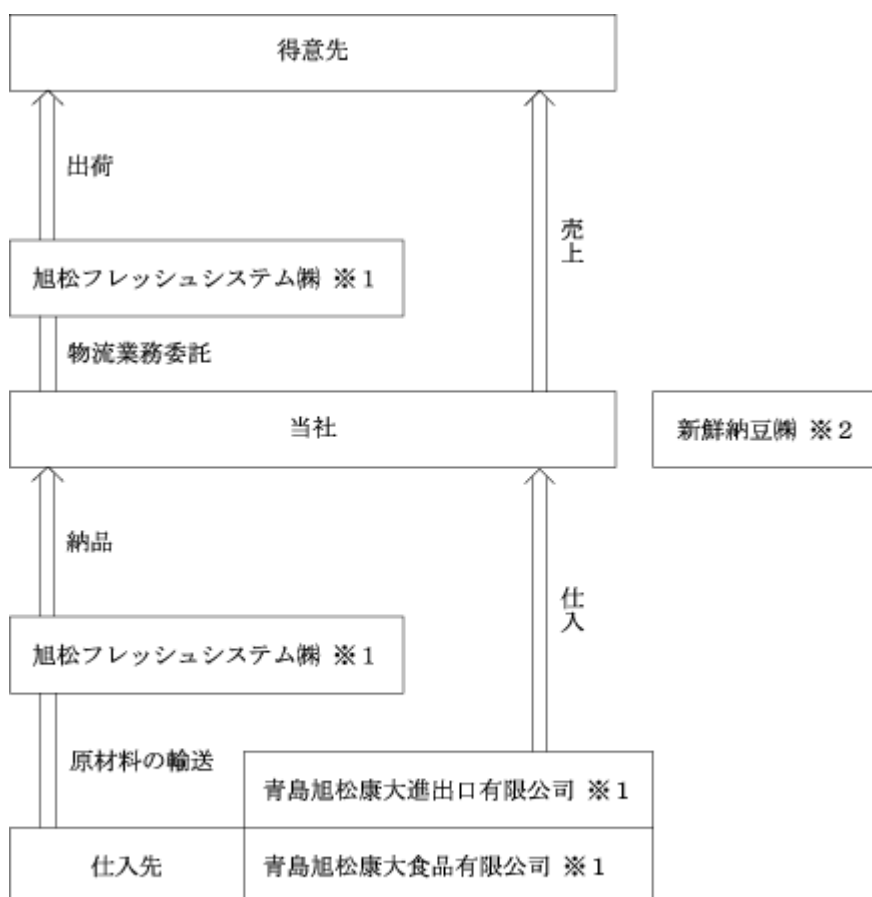 得意先
出荷
売上
旭松フレッシュシステム㈱ ※1
物流業務委託
当社
新鮮納豆㈱ ※2
納品
仕入
旭松フレッシュシステム㈱ ※1
原材料の輸送
青島旭松康大進出口有限公司 ※1
仕入先
青島旭松康大食品有限公司 ※1